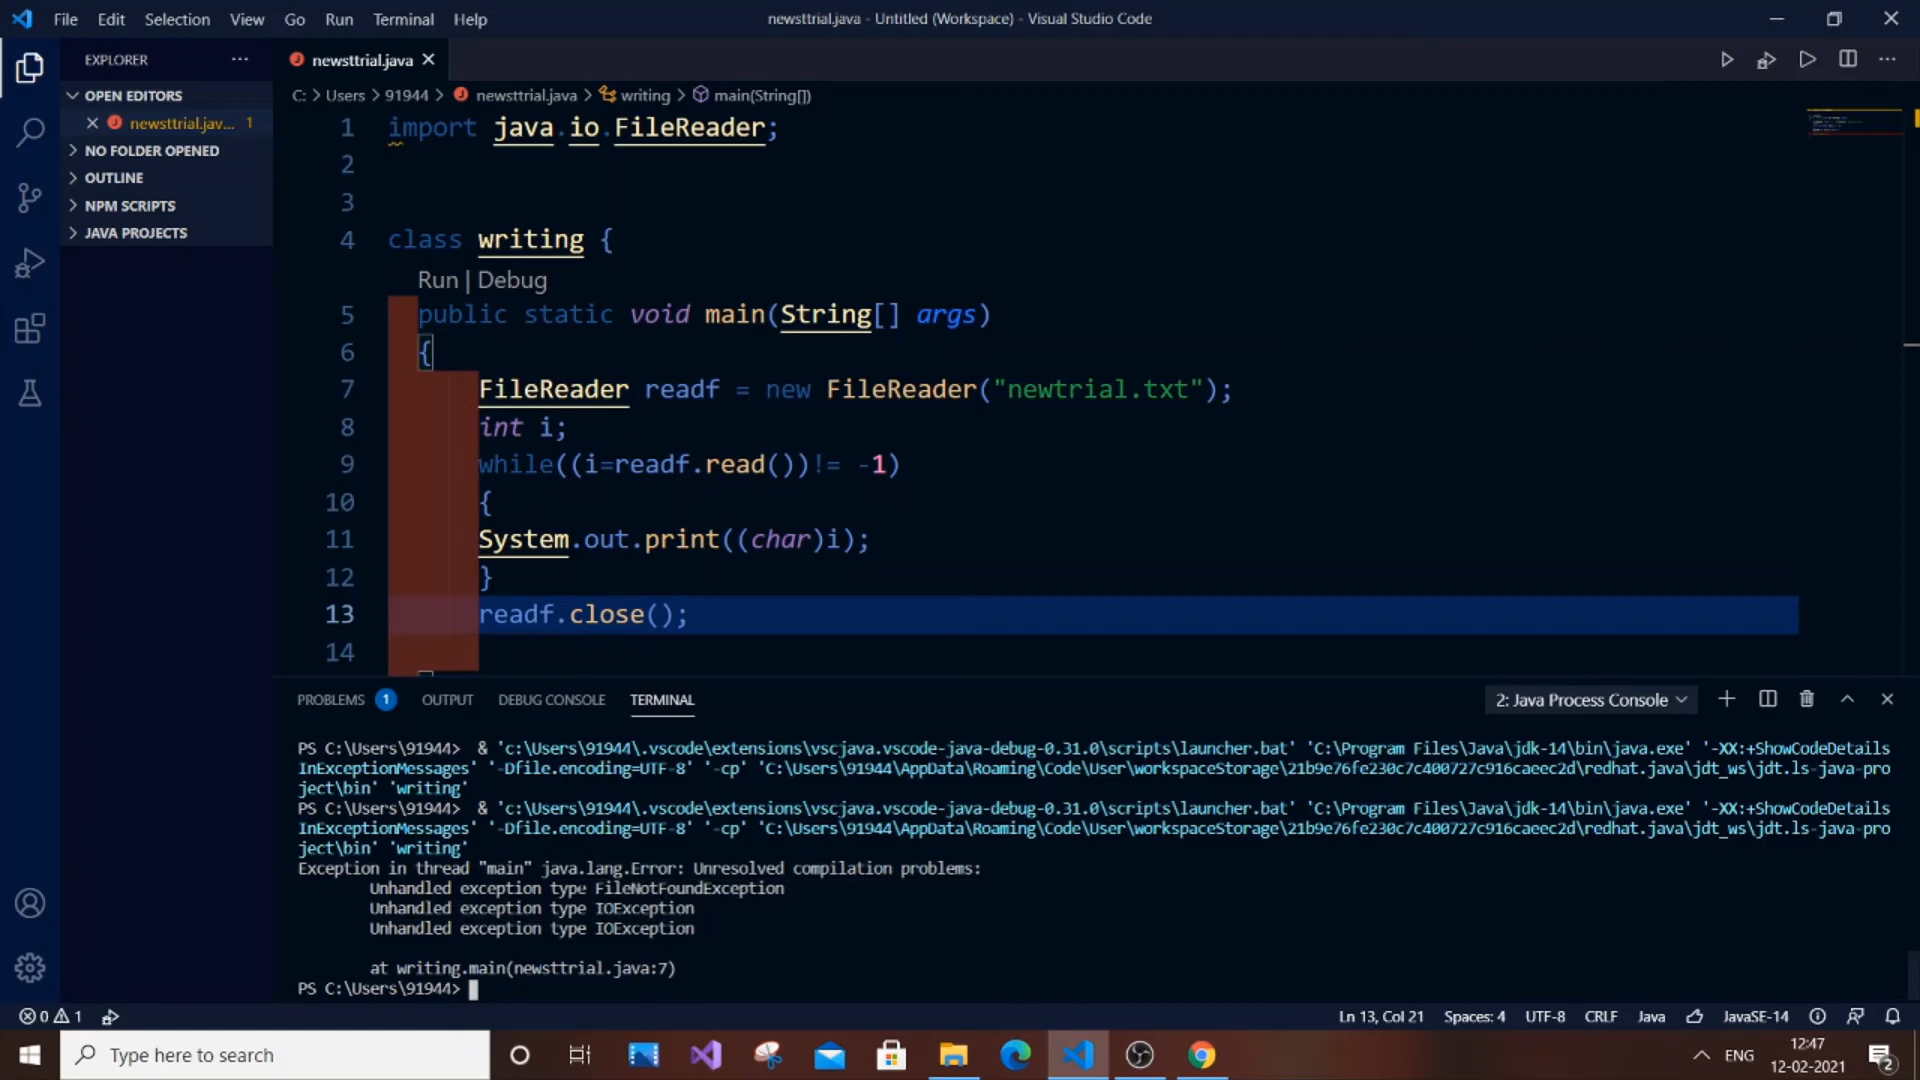 File Edit Selection View Go Run Terminal Help
newsttrial.java - Untitled (Workspace) - Visual Studio Code
EXPLORER
newsttrial.java
OPEN EDITORS
newsttrial.jav... 1
NO FOLDER OPENED
OUTLINE
NPM SCRIPTS
JAVA PROJECTS
C: > Users > 91944 > newsttrial.java > writing > main(String[])
1 import java.io.FileReader;
2
3
4 class writing {
Run | Debug
5 public static void main(String[] args)
6 {
7 FileReader readf = new FileReader("newtrial.txt");
8 int i;
9 while((i=readf.read())!= -1)
10 {
11 System.out.print((char)i);
12 }
13 readf.close();
14
PROBLEMS 1 OUTPUT DEBUG CONSOLE TERMINAL
2: Java Process Console
PS C:\Users\91944>  & 'c:\Users\91944\.vscode\extensions\vscjava.vscode-java-debug-0.31.0\scripts\launcher.bat' 'C:\Program Files\Java\jdk-14\bin\java.exe' '-XX:+ShowCodeDetails
InExceptionMessages' '-Dfile.encoding=UTF-8' '-cp' 'C:\Users\91944\AppData\Roaming\Code\User\workspaceStorage\21b9e76fe230c7c400727c916caeec2d\redhat.java\jdt_ws\jdt.ls-java-pro
ject\bin' 'writing'
PS C:\Users\91944>  & 'c:\Users\91944\.vscode\extensions\vscjava.vscode-java-debug-0.31.0\scripts\launcher.bat' 'C:\Program Files\Java\jdk-14\bin\java.exe' '-XX:+ShowCodeDetails
InExceptionMessages' '-Dfile.encoding=UTF-8' '-cp' 'C:\Users\91944\AppData\Roaming\Code\User\workspaceStorage\21b9e76fe230c7c400727c916caeec2d\redhat.java\jdt_ws\jdt.ls-java-pro
ject\bin' 'writing'
Exception in thread "main" java.lang.Error: Unresolved compilation problems:
Unhandled exception type FileNotFoundException
Unhandled exception type IOException
Unhandled exception type IOException
at writing.main(newsttrial.java:7)
PS C:\Users\91944>
0 1
Ln 13, Col 21 Spaces: 4 UTF-8 CRLF Java JavaSE-14
Type here to search
ENG
12:47
12-02-2021
2